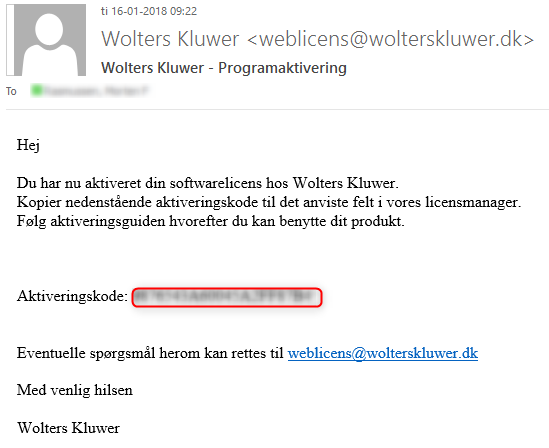 ti 16-01-2018 09:22
Wolters Kluwer <weblicens@wolterskluwer.dk>
Wolters Kluwer - Programaktivering
To
Hej
Du har nu aktiveret din softwarelicens hos Wolters Kluwer.
Kopier nedenstående aktiveringskode til det anviste felt i vores licensmanager.
Følg aktiveringsguiden hvorefter du kan benytte dit produkt.
Aktiveringskode:
Eventuelle spørgsmål herom kan rettes til weblicens@wolterskluwer.dk
Med venlig hilsen
Wolters Kluwer